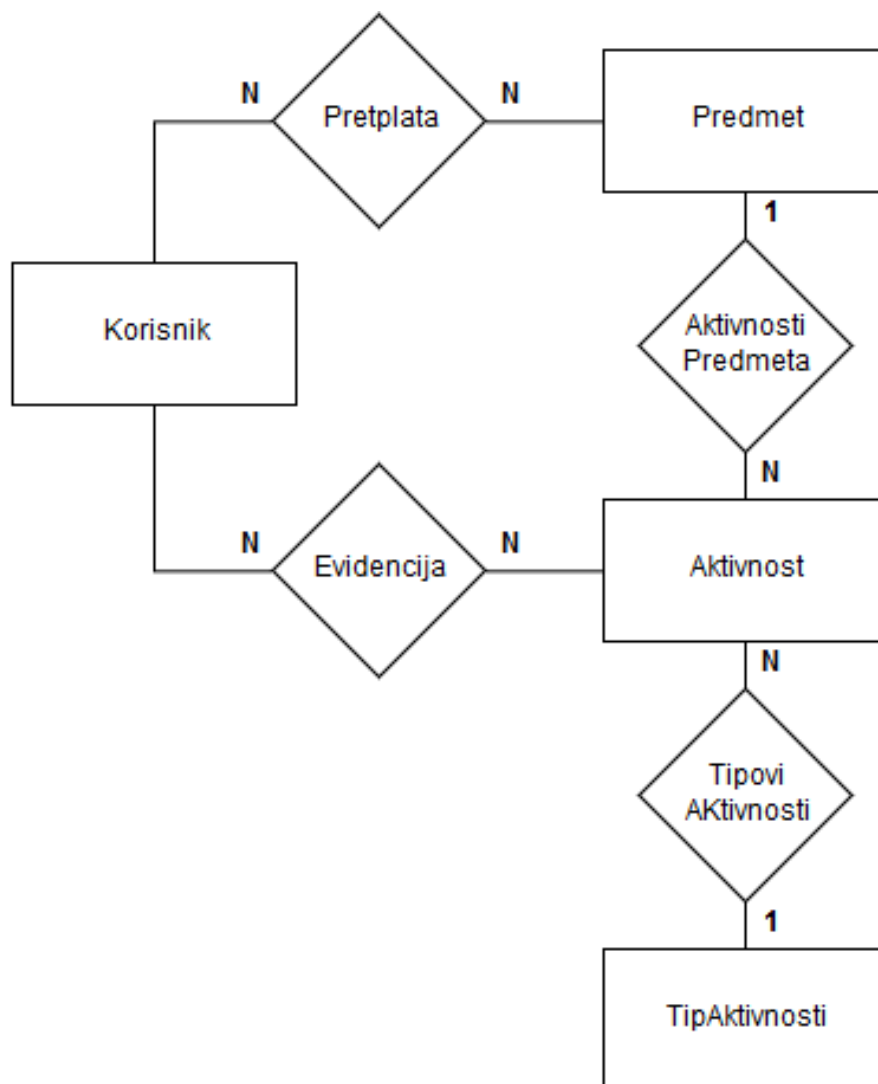 N
Pretplata
N
Predmet
1
Korisnik
Aktivnosti
Predmeta
N
N
Evidencija
N
Aktivnost
N
Tipovi
AKtivnosti
1
TipAktivnosti